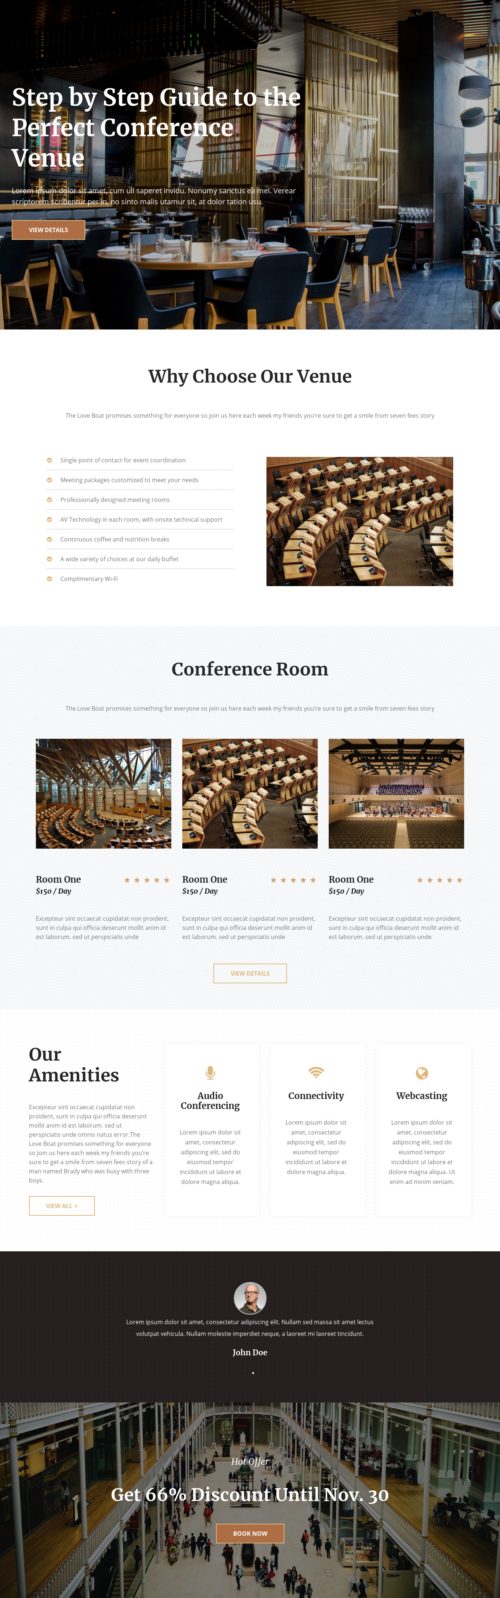 Step by Step Guide to the
Perfect Conference
Venue
Lorem ipsum dolor sit amet, cum ull saperet invidu. Nonumy sanctus ea mel. Verear
scriptorem scribentur per in, no sinto malis utamur sit, at dolor tation usu.
VIEW DETAILS
Why Choose Our Venue
The Love Boat promises something for everyone so join us here each week my friends you're sure to get a smile from seven fees story
Single point of contact for event coordination
Meeting packages customized to meet your needs
Professionally designed meeting rooms
AV Technology in each room, with onsite technical support
Continuous coffee and nutrition breaks
A wide variety of choices at our daily buffet
Complimentary Wi-Fi
Conference Room
The Love Boat promises something for everyone so join us here each week my friends you're sure to get a smile from seven fees story
Room One
$150 / Day
Excepteur sint occaecat cupidatat non proident,
sunt in culpa qui officia deserunt mollit anim id
est laborum. sed ut perspiciatis unde
Room One
$150 / Day
Excepteur sint occaecat cupidatat non proident,
sunt in culpa qui officia deserunt mollit anim id
est laborum. sed ut perspiciatis unde
Room One
$150 / Day
Excepteur sint occaecat cupidatat non proident,
sunt in culpa qui officia deserunt mollit anim id
est laborum. sed ut perspiciatis unde
VIEW DETAILS
Our
Amenities
Excepteur sint occaecat cupidatat non
proident, sunt in culpa qui officia deserunt
mollit anim id est laborum. sed ut
perspiciatis unde omnis natus error.The
Love Boat promises something for everyone
so join us here each week my friends you're
sure to get a smile from seven fees story of a
man named Brady who was busy with three
boys.
VIEW ALL »
Audio
Conferencing
Lorem ipsum dolor sit
amet, consectetur
adipiscing elit, sed do
eiusmod tempor
incididunt ut labore et
dolore magna aliqua.
Connectivity
Lorem ipsum dolor sit
amet, consectetur
adipiscing elit, sed do
eiusmod tempor
incididunt ut labore et
dolore magna aliqua.
Webcasting
Lorem ipsum dolor sit
amet, consectetur
adipiscing elit, sed do
eiusmod tempor
incididunt ut labore et
dolore magna aliqua. Ut
enim ad minim veniam.
Lorem ipsum dolor sit amet, consectetur adipiscing elit. Nullam sed massa sit amet lectus
volutpat vehicula. Nullam molestie imperdiet neque, a laoreet mi laoreet tincidunt.
John Doe
Hot Offer
Get 66% Discount Until Nov. 30
BOOK NOW